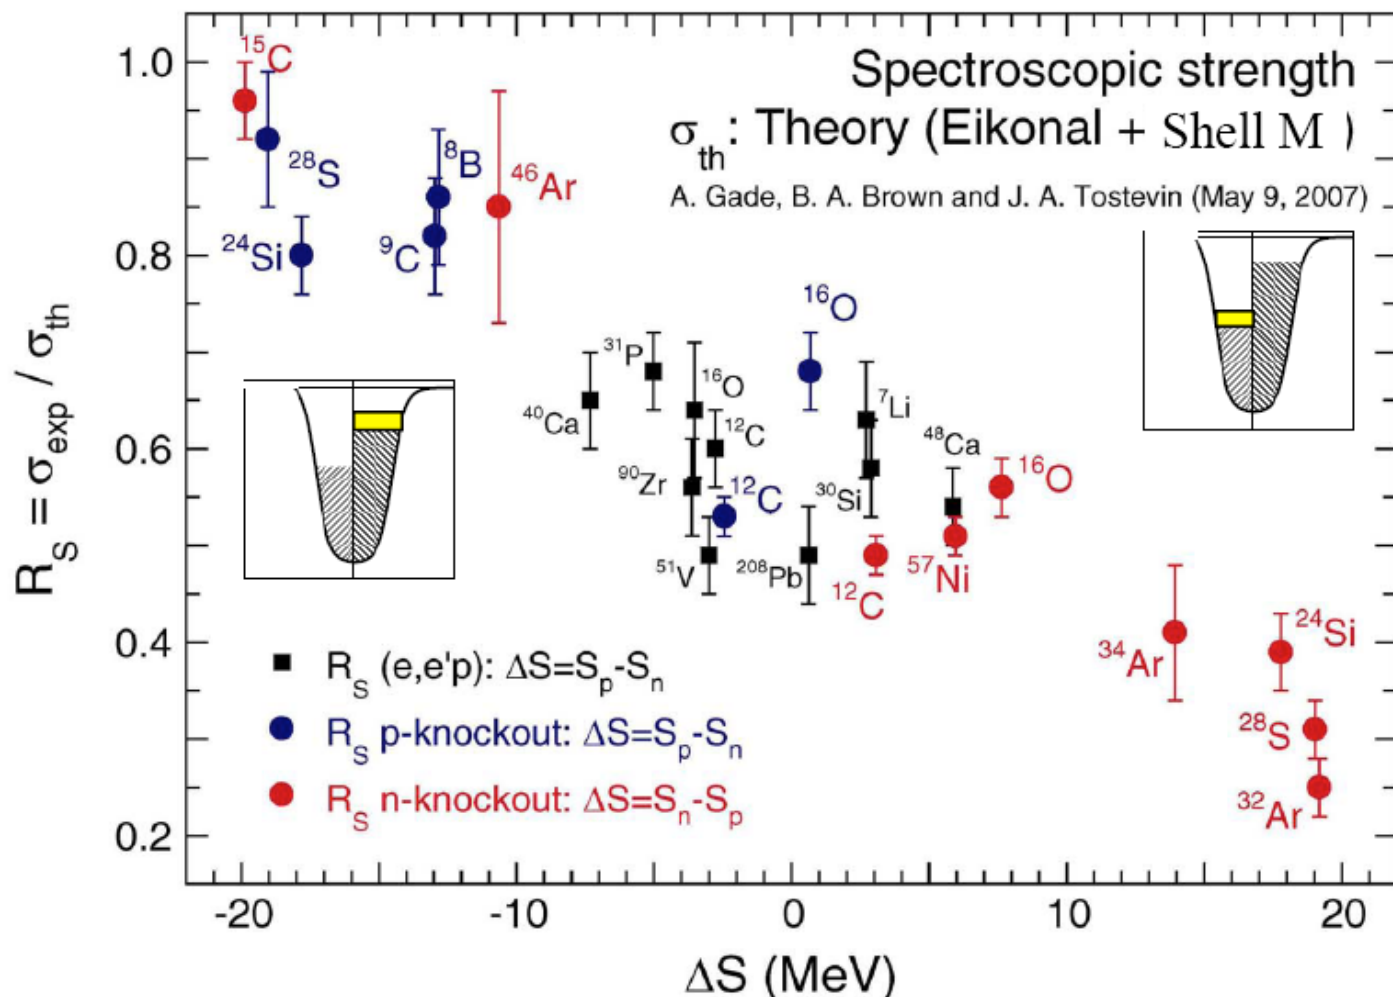 Spectroscopic strength
σth: Theory (Eikonal + Shell M )
A. Gade, B. A. Brown and J. A. Tostevin (May 9, 2007)
15C
28S
24Si
8B
9C
46Ar
31P
16O
40Ca
16O
12C
7Li
90Zr
12C
30Si
48Ca
16O
51V
208Pb
12C
57Ni
34Ar
24Si
28S
32Ar
RS (e,e'p): ΔS=Sp-Sn
RS p-knockout: ΔS=Sp-Sn
RS n-knockout: ΔS=Sn-Sp
RS = σexp / σth
1.0
0.8
0.6
0.4
0.2
-20
-10
0
10
20
ΔS (MeV)